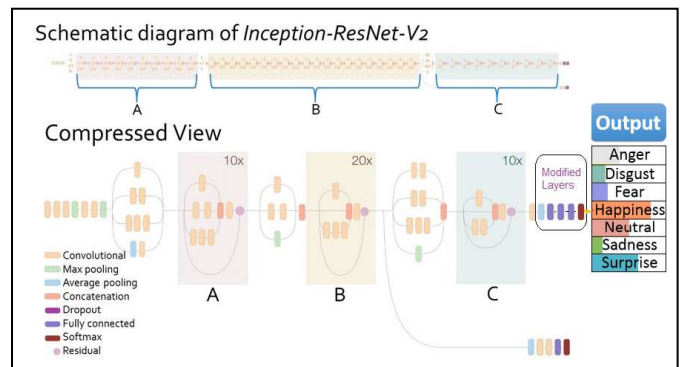 Schematic diagram of Inception-ResNet-V2
A
B
C
Compressed View
Output
10x
20x
10x
Modified
Layers
Anger
Disgust
Fear
Happiness
Neutral
Sadness
Surprise
Convolutional
Max pooling
Average pooling
Concatenation
Dropout
Fully connected
Softmax
Residual
A
B
C